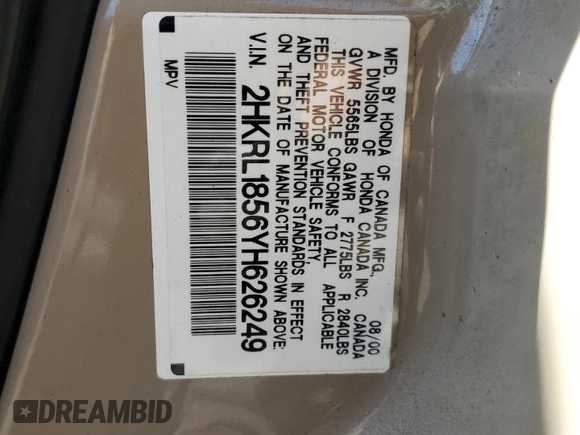 MFD. BY HONDA OF CANADA MFG.,
A DIVISION OF HONDA CANADA INC. CANADA 08/00
GVWR 5565LBS GAWR F 2775LBS R 2840LBS
THIS VEHICLE CONFORMS TO ALL APPLICABLE
FEDERAL MOTOR VEHICLE SAFETY,
AND THEFT PREVENTION STANDARDS IN EFFECT
ON THE DATE OF MANUFACTURE SHOWN ABOVE.
V.I.N. 2HKRL1856YH626249
MPV
DREAMBID